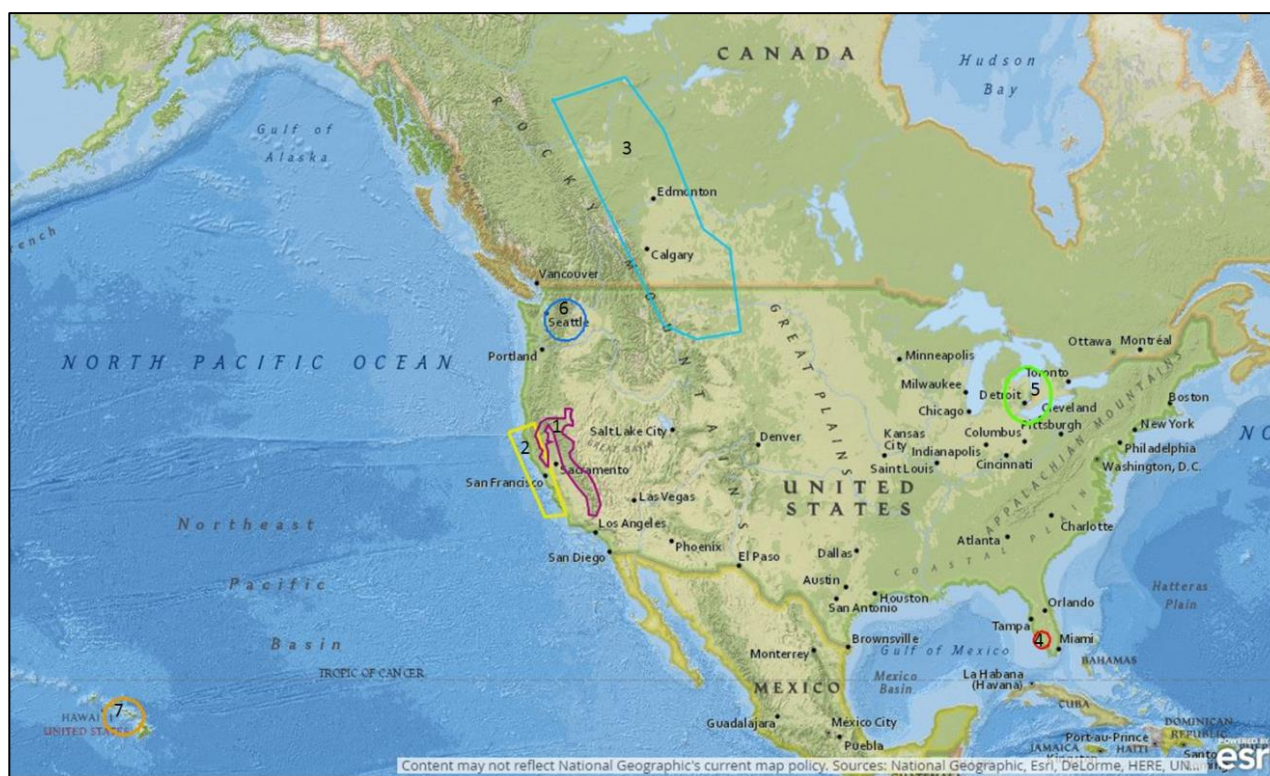 CANADA
Hudson
Bay
Gulf of
Alaska
ROCKY MOUNTAINS
3
Edmonton
Calgary
Vancouver
6
Seattle
Portland
NORTH PACIFIC OCEAN
GREAT PLAINS
Minneapolis
Ottawa
Montréal
Toronto
5
Milwaukee
Detroit
Chicago
Cleveland
Boston
Pittsburgh
New York
Philadelphia
Washington, D.C.
APPALACHIAN MOUNTAINS
1
2
Salt Lake City
GREAT BASIN
Denver
Kansas
City
Columbus
Indianapolis
Saint Louis
Cincinnati
Sacramento
San Francisco
Las Vegas
UNITED
STATES
Northeast
Pacific
Basin
Los Angeles
San Diego
Phoenix
El Paso
Dallas
Atlanta
Charlotte
COASTAL PLAIN
Austin
San Antonio
Houston
Hatteras
Plain
Orlando
Tampa
4
Miami
Brownsville
Gulf of Mexico
Monterrey
BAHAMAS
TROPIC OF CANCER
MEXICO
Mexico
Basin
La Habana
(Havana)
CUBA
7
HAWAII
UNITED STATES
Guadalajara
Mexico City
Puebla
Port-au-Prince
DOMINICAN
REPUBLIC
JAMAICA
HAITI
Kingston
Santo
POWERED BY
esri
Content may not reflect National Geographic's current map policy. Sources: National Geographic, Esri, DeLorme, HERE, UN...